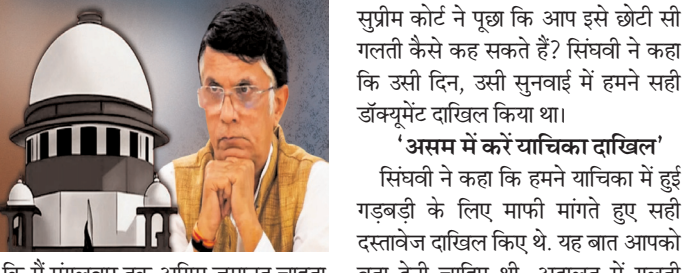 सुप्रीम कोर्ट ने पूछा कि आप इसे छोटी सी
गलती कैसे कह सकते हैं? सिंघवी ने कहा
कि उसी दिन, उसी सुनवाई में हमने सही
डॉक्यूमेंट दाखिल किया था।
‘असम में करें याचिका दाखिल’
सिंघवी ने कहा कि हमने याचिका में हुई
गड़बड़ी के लिए माफी मांगते हुए सही
दस्तावेज दाखिल किए थे. यह बात आपको